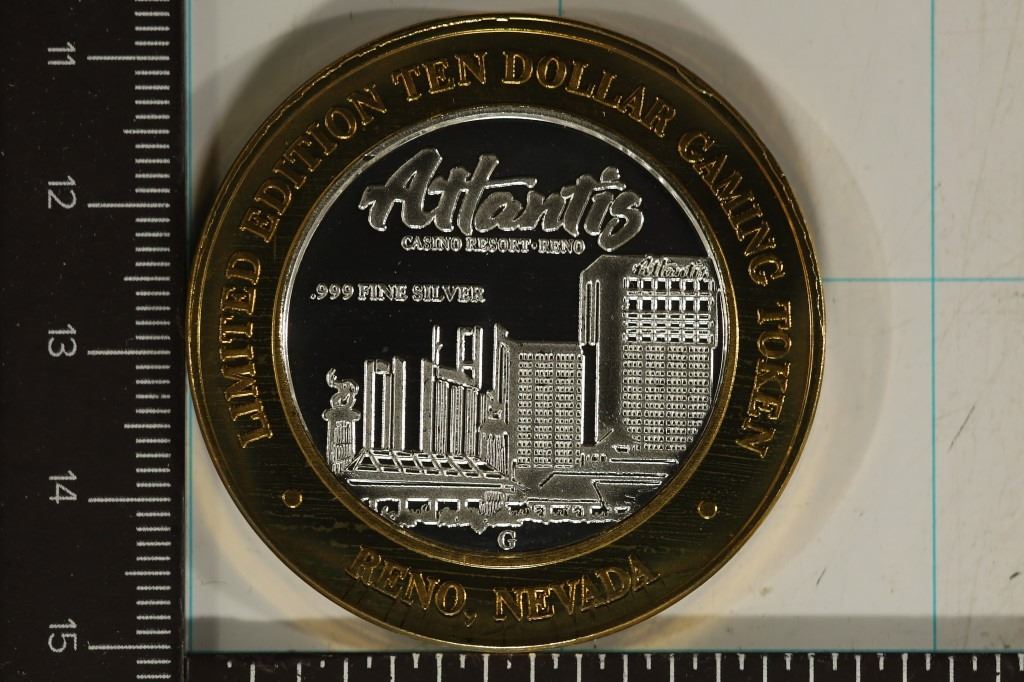 LIMITED EDITION TEN DOLLAR GAMING TOKEN
Atlantis
CASINO RESORT·RENO
.999 FINE SILVER
Atlantis
G
RENO, NEVADA
11
12
13
14
15